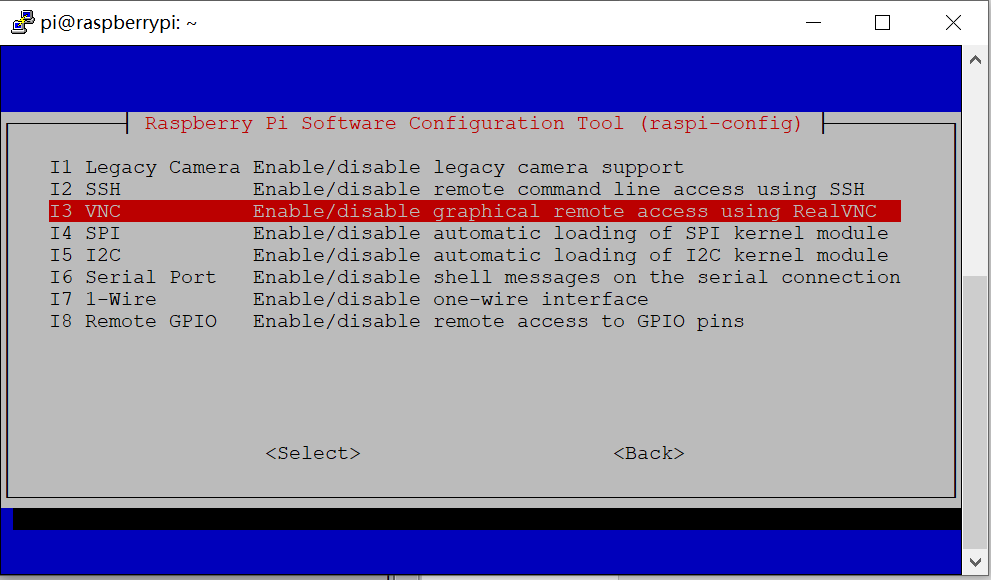 pi@raspberrypi: ~
Raspberry Pi Software Configuration Tool (raspi-config)
I1 Legacy Camera Enable/disable legacy camera support
I2 SSH Enable/disable remote command line access using SSH
I3 VNC Enable/disable graphical remote access using RealVNC
I4 SPI Enable/disable automatic loading of SPI kernel module
I5 I2C Enable/disable automatic loading of I2C kernel module
I6 Serial Port Enable/disable shell messages on the serial connection
I7 1-Wire Enable/disable one-wire interface
I8 Remote GPIO Enable/disable remote access to GPIO pins
<Select> <Back>